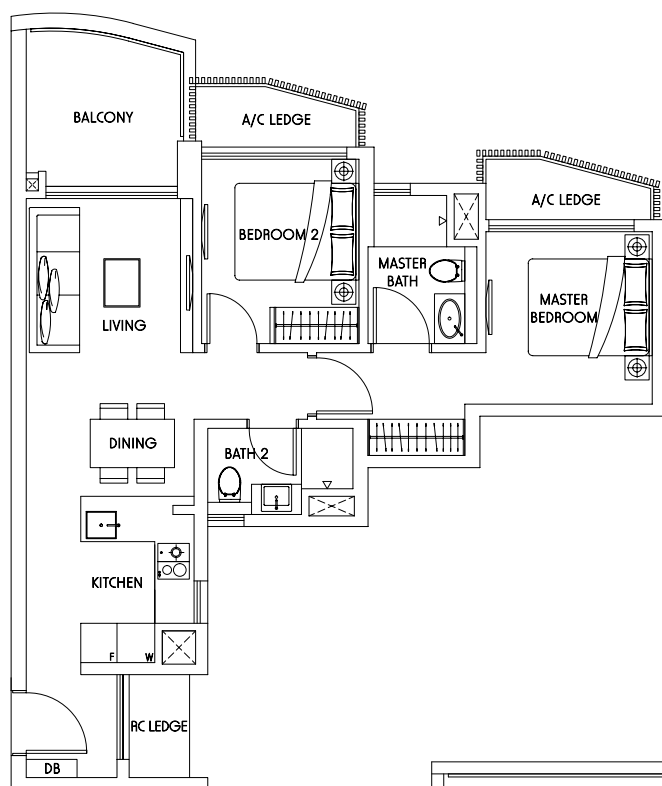 BALCONY
A/C LEDGE
A/C LEDGE
BEDROOM 2
MASTER
BATH
MASTER
BEDROOM
LIVING
DINING
BATH 2
KITCHEN
F
W
RC LEDGE
DB